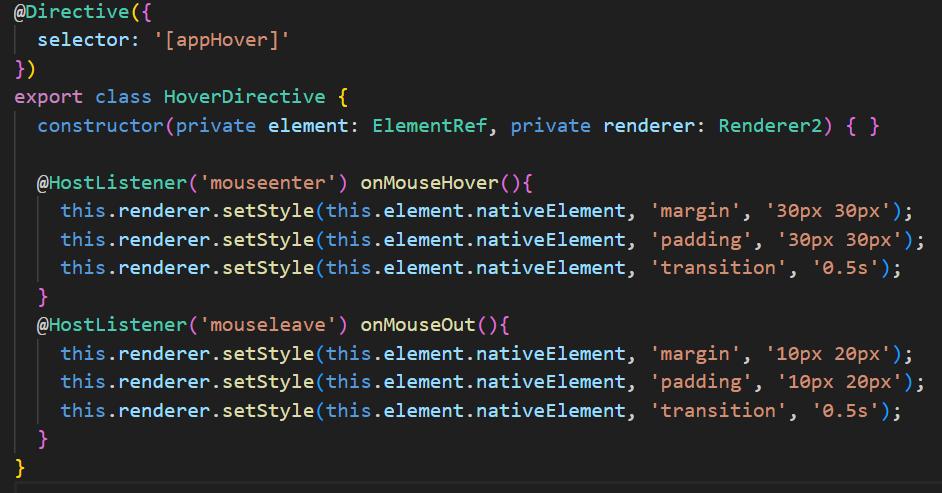 @Directive({
  selector: '[appHover]'
})
export class HoverDirective {
  constructor(private element: ElementRef, private renderer: Renderer2) { }

  @HostListener('mouseenter') onMouseHover(){
    this.renderer.setStyle(this.element.nativeElement, 'margin', '30px 30px');
    this.renderer.setStyle(this.element.nativeElement, 'padding', '30px 30px');
    this.renderer.setStyle(this.element.nativeElement, 'transition', '0.5s');
  }
  @HostListener('mouseleave') onMouseOut(){
    this.renderer.setStyle(this.element.nativeElement, 'margin', '10px 20px');
    this.renderer.setStyle(this.element.nativeElement, 'padding', '10px 20px');
    this.renderer.setStyle(this.element.nativeElement, 'transition', '0.5s');
  }
}